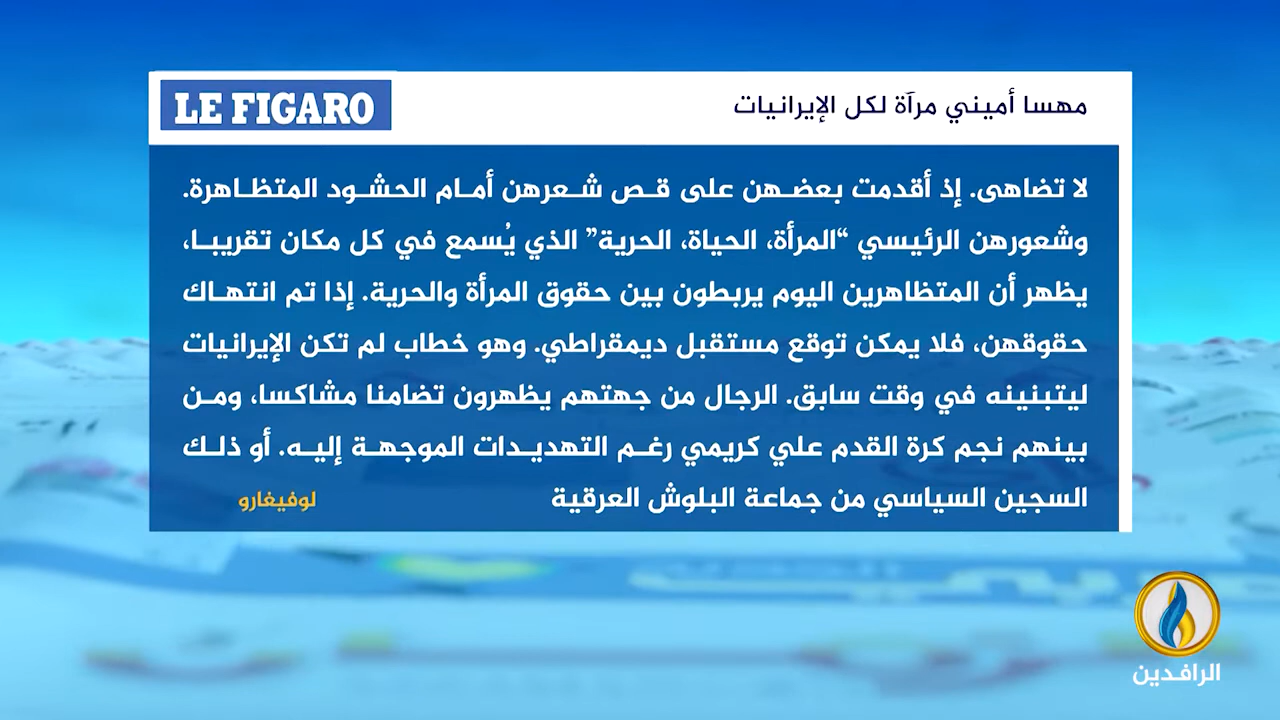 LE FIGARO
مهسا أميني مرآة لكل الإيرانيات
لا تضاهى. إذ أقدمت بعضهن على قص شعرهن أمام الحشود المتظاهرة.
وشعورهن الرئيسي “المرأة، الحياة، الحرية” الذي يُسمع في كل مكان تقريبا،
يظهر أن المتظاهرين اليوم يربطون بين حقوق المرأة والحرية. إذا تم انتهاك
حقوقهن، فلا يمكن توقع مستقبل ديمقراطي. وهو خطاب لم تكن الإيرانيات
ليتبنينه في وقت سابق. الرجال من جهتهم يظهرون تضامنا مشاكسا، ومن
بينهم نجم كرة القدم علي كريمي رغم التهديدات الموجهة إليه. أو ذلك
السجين السياسي من جماعة البلوش العرقية
لوفيغارو
الرافدين